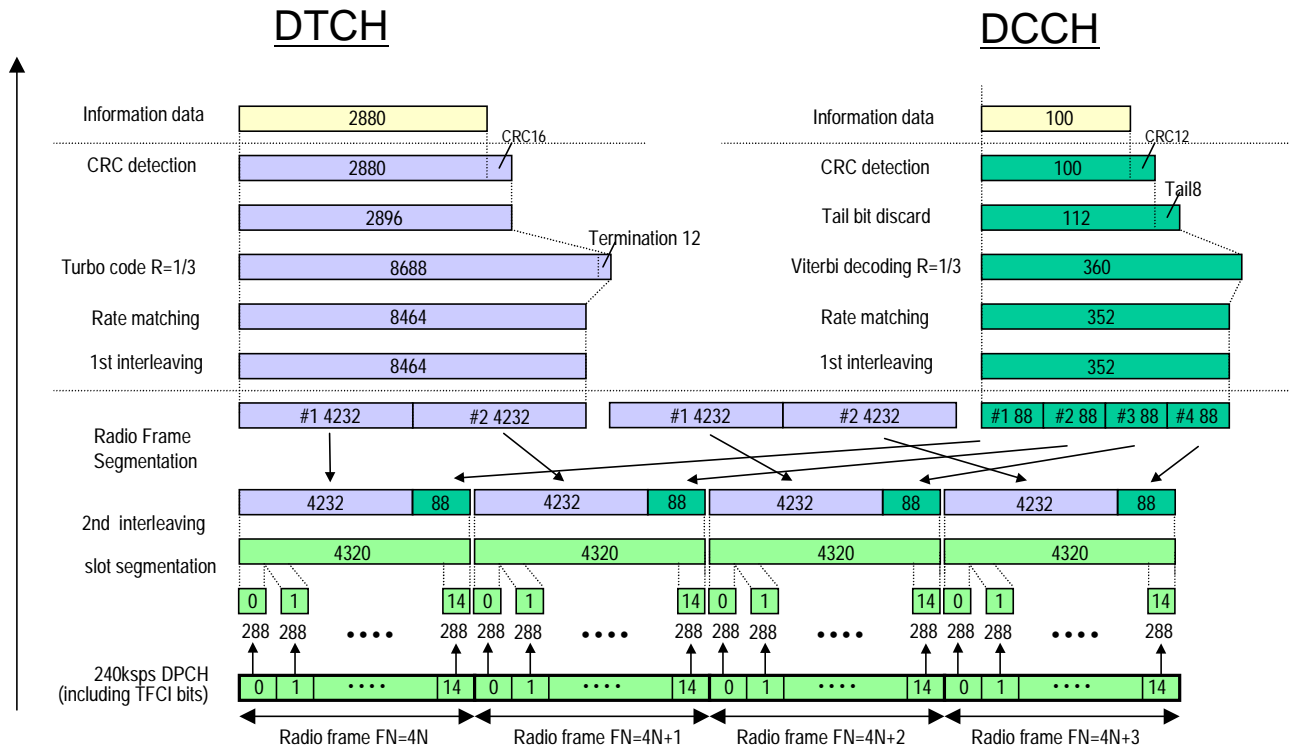 DTCH DCCH
Information data 2880 Information data 100
CRC16 CRC12
CRC detection 2880 CRC detection 100
Tail8
2896 Tail bit discard 112
Termination 12
Turbo code R=1/3 8688 Viterbi decoding R=1/3 360
Rate matching 8464 Rate matching 352
1st interleaving 8464 1st interleaving 352
#1 4232 #2 4232 #1 4232 #2 4232 #1 88 #2 88 #3 88 #4 88
Radio Frame
Segmentation
4232 88 4232 88 4232 88 4232 88
2nd interleaving
4320 4320 4320 4320
slot segmentation
0 1 14 0 1 14 0 1 14 0 1 14
288 288 •••• 288 288 288 •••• 288 288 288 •••• 288 288 288 •••• 288
240ksps DPCH
(including TFCI bits)
0 1 •••• 14 0 1 •••• 14 0 1 •••• 14 0 1 •••• 14
Radio frame FN=4N Radio frame FN=4N+1 Radio frame FN=4N+2 Radio frame FN=4N+3